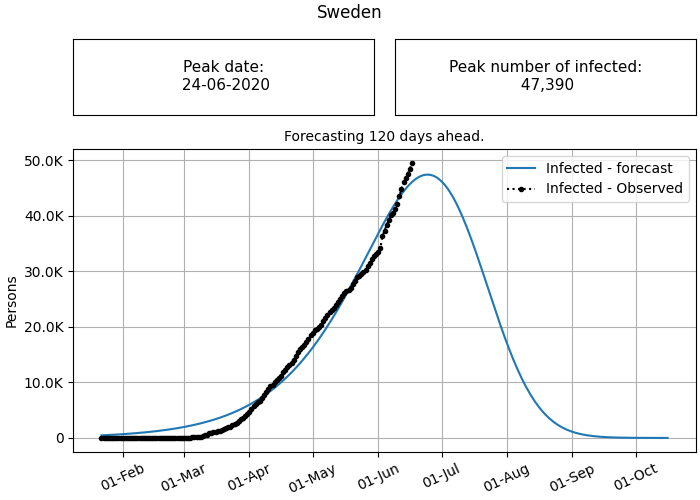 Sweden
Peak date:
24-06-2020
Peak number of infected:
47,390
Forecasting 120 days ahead.
Infected - forecast
Infected - Observed
Persons
50.0K
40.0K
30.0K
20.0K
10.0K
0
01-Feb
01-Mar
01-Apr
01-May
01-Jun
01-Jul
01-Aug
01-Sep
01-Oct